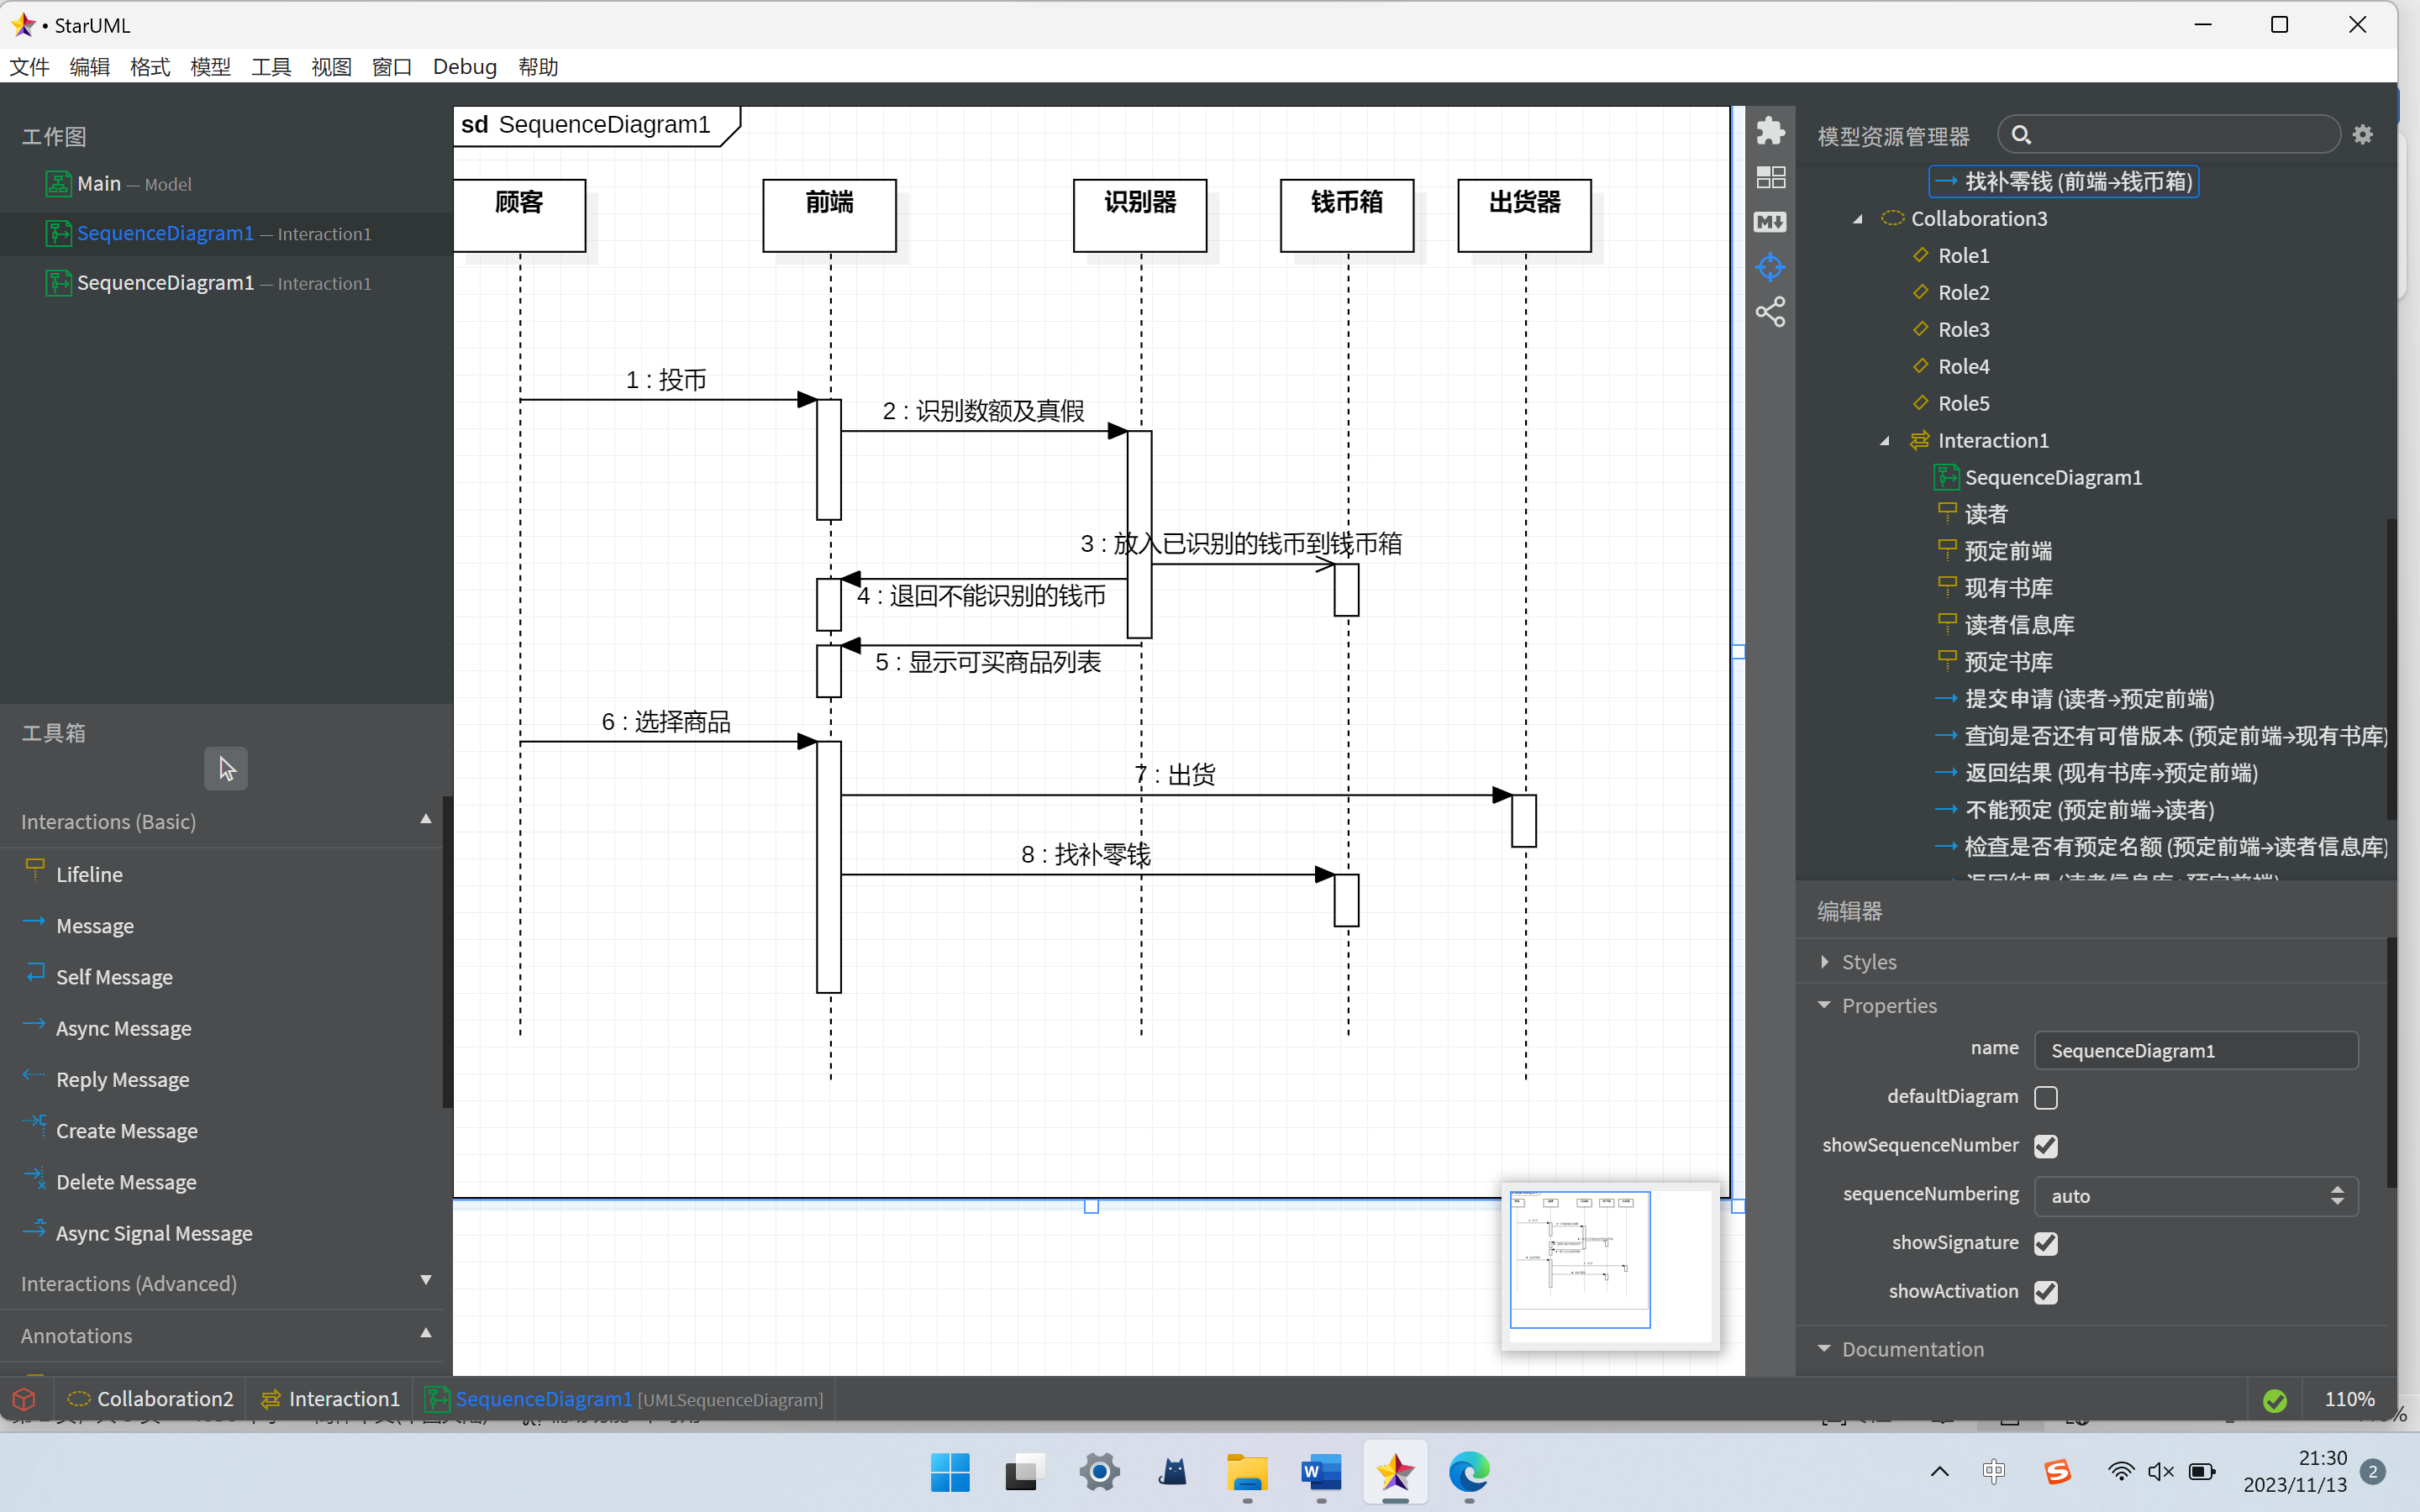 • StarUML
文件 编辑 格式 模型 工具 视图 窗口 Debug 帮助
工作图
Main — Model
SequenceDiagram1 — Interaction1
SequenceDiagram1 — Interaction1
工具箱
Interactions (Basic)
Lifeline
Message
Self Message
Async Message
Reply Message
Create Message
Delete Message
Async Signal Message
Interactions (Advanced)
Annotations
sd SequenceDiagram1
顾客 前端 识别器 钱币箱 出货器
1 : 投币
2 : 识别数额及真假
3 : 放入已识别的钱币到钱币箱
4 : 退回不能识别的钱币
5 : 显示可买商品列表
6 : 选择商品
7 : 出货
8 : 找补零钱
模型资源管理器
找补零钱 (前端→钱币箱)
Collaboration3
Role1
Role2
Role3
Role4
Role5
Interaction1
SequenceDiagram1
读者
预定前端
现有书库
读者信息库
预定书库
提交申请 (读者→预定前端)
查询是否还有可借版本 (预定前端→现有书库)
返回结果 (现有书库→预定前端)
不能预定 (预定前端→读者)
检查是否有预定名额 (预定前端→读者信息库)
编辑器
Styles
Properties
name SequenceDiagram1
defaultDiagram
showSequenceNumber
sequenceNumbering auto
showSignature
showActivation
Documentation
Collaboration2 Interaction1 SequenceDiagram1 [UMLSequenceDiagram]
110%
中
21:30
2023/11/13
2